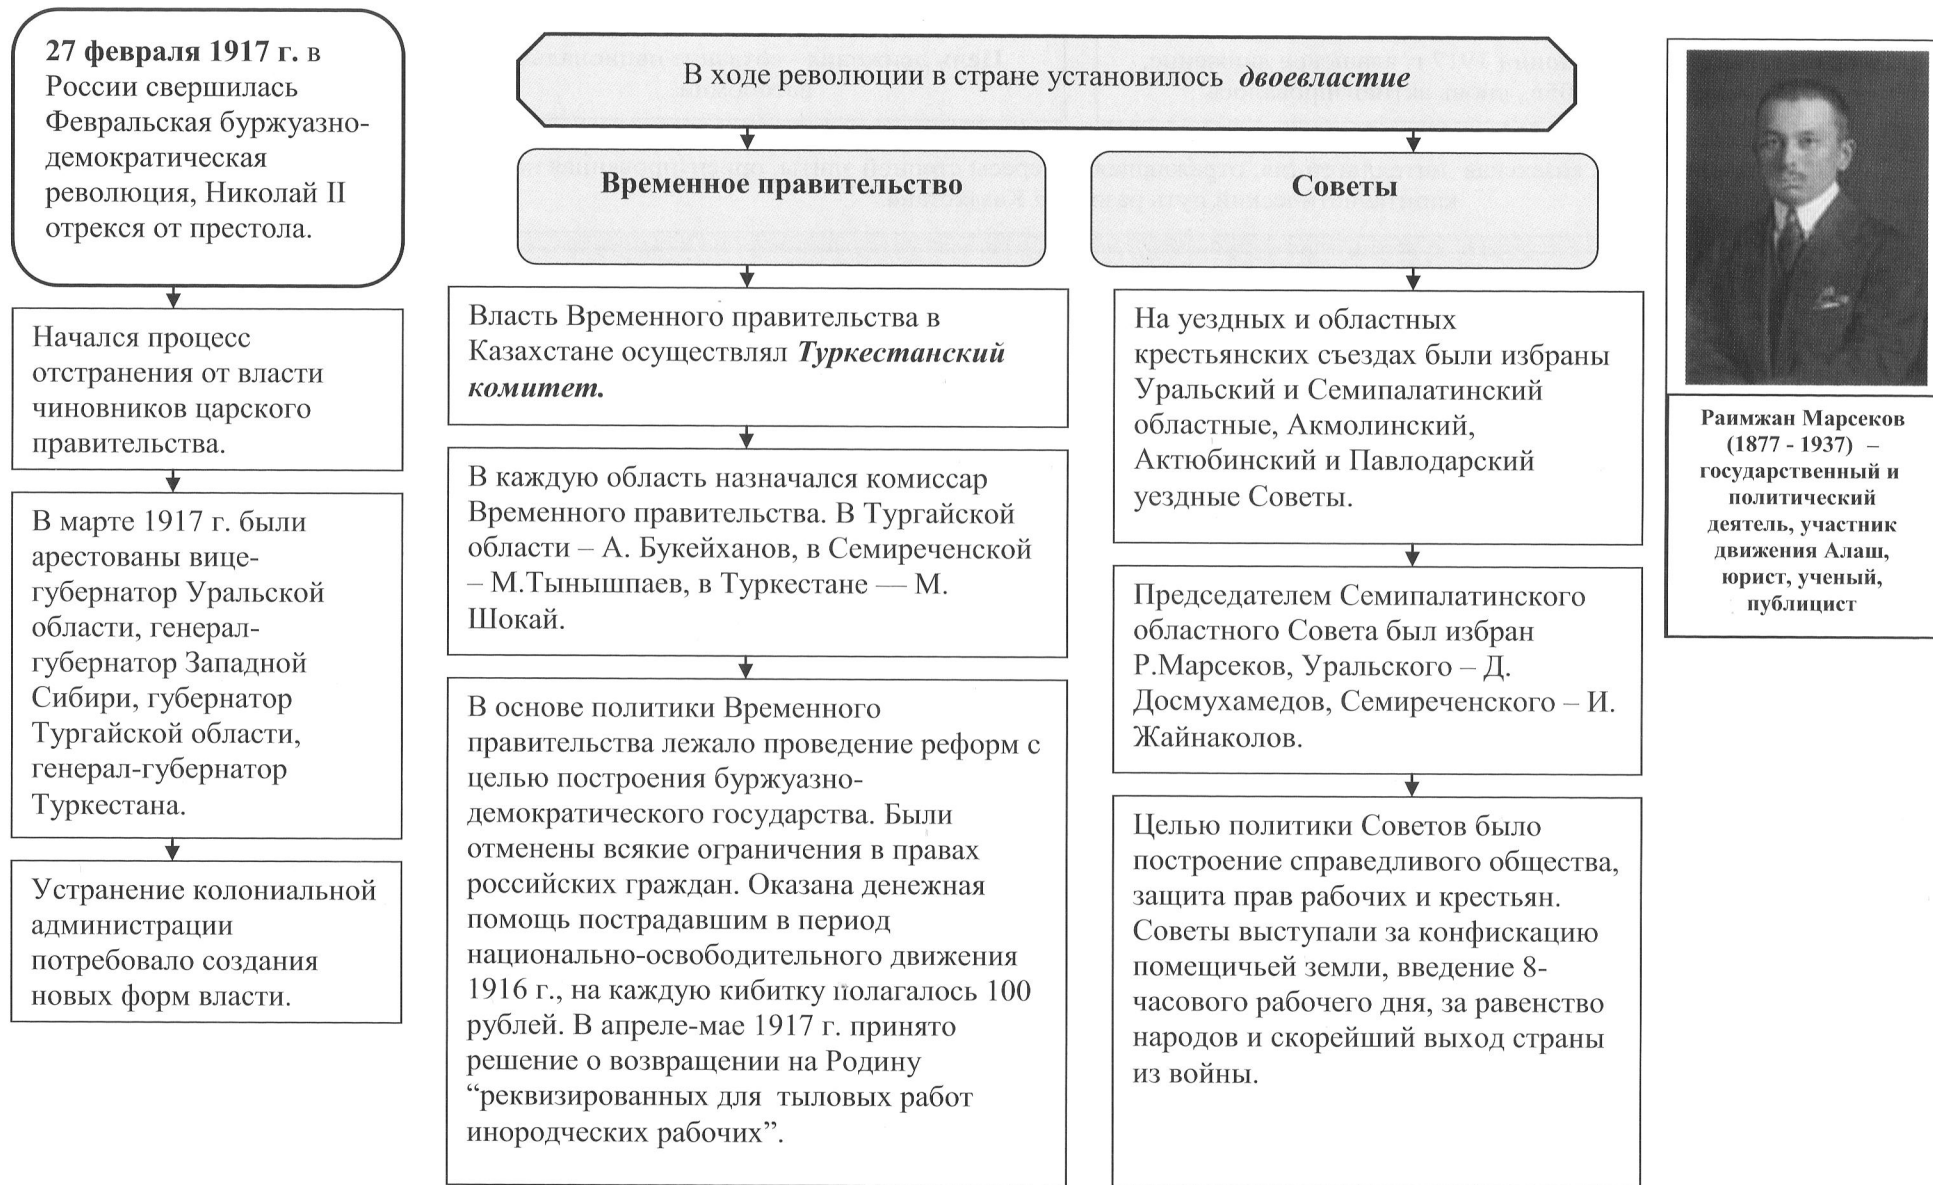 27 февраля 1917 г. в
России свершилась
Февральская буржуазно-
демократическая
революция, Николай II
отрекся от престола.
Начался процесс
отстранения от власти
чиновников царского
правительства.
В марте 1917 г. были
арестованы вице-
губернатор Уральской
области, генерал-
губернатор Западной
Сибири, губернатор
Тургайской области,
генерал-губернатор
Туркестана.
Устранение колониальной
администрации
потребовало создания
новых форм власти.
В ходе революции в стране установилось двоевластие
Временное правительство
Власть Временного правительства в
Казахстане осуществлял Туркестанский
комитет.
В каждую область назначался комиссар
Временного правительства. В Тургайской
области – А. Букейханов, в Семиреченской
– М.Тынышпаев, в Туркестане — М.
Шокай.
В основе политики Временного
правительства лежало проведение реформ с
целью построения буржуазно-
демократического государства. Были
отменены всякие ограничения в правах
российских граждан. Оказана денежная
помощь пострадавшим в период
национально-освободительного движения
1916 г., на каждую кибитку полагалось 100
рублей. В апреле-мае 1917 г. принято
решение о возвращении на Родину
“реквизированных для тыловых работ
инородческих рабочих”.
Советы
На уездных и областных
крестьянских съездах были избраны
Уральский и Семипалатинский
областные, Акмолинский,
Актюбинский и Павлодарский
уездные Советы.
Председателем Семипалатинского
областного Совета был избран
Р.Марсеков, Уральского – Д.
Досмухамедов, Семиреченского – И.
Жайнаколов.
Целью политики Советов было
построение справедливого общества,
защита прав рабочих и крестьян.
Советы выступали за конфискацию
помещичьей земли, введение 8-
часового рабочего дня, за равенство
народов и скорейший выход страны
из войны.
Раимжан Марсеков
(1877 - 1937) –
государственный и
политический
деятель, участник
движения Алаш,
юрист, ученый,
публицист